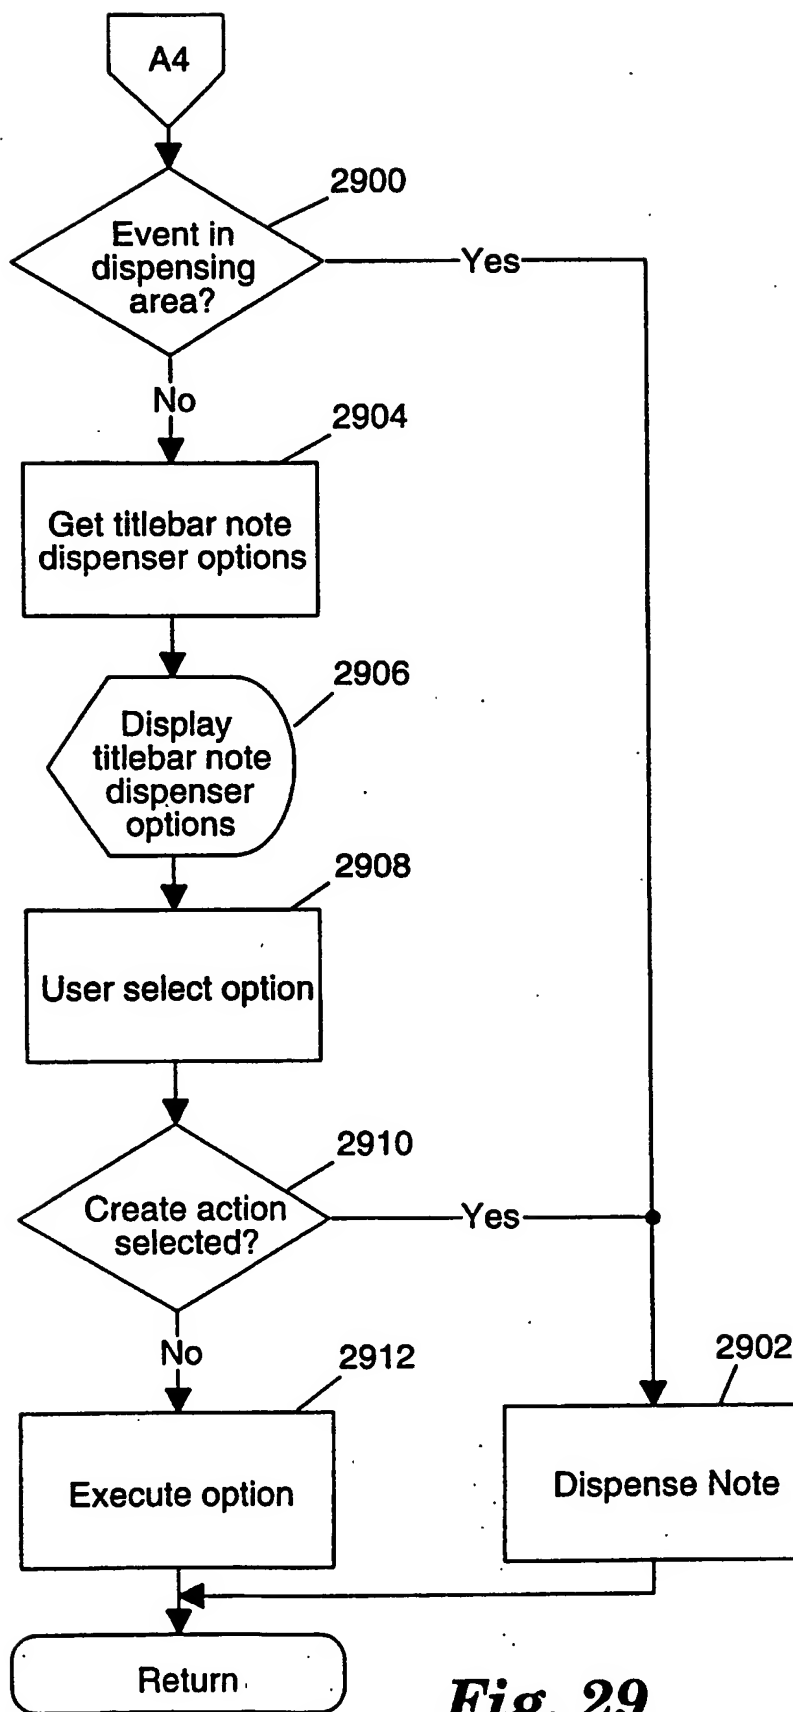 A4
2900
Event in
dispensing
area?
Yes
No
2904
Get titlebar note
dispenser options
2906
Display
titlebar note
dispenser
options
2908
User select option
2910
Create action
selected?
Yes
No
2912
Execute option
2902
Dispense Note
Return
Fig. 29